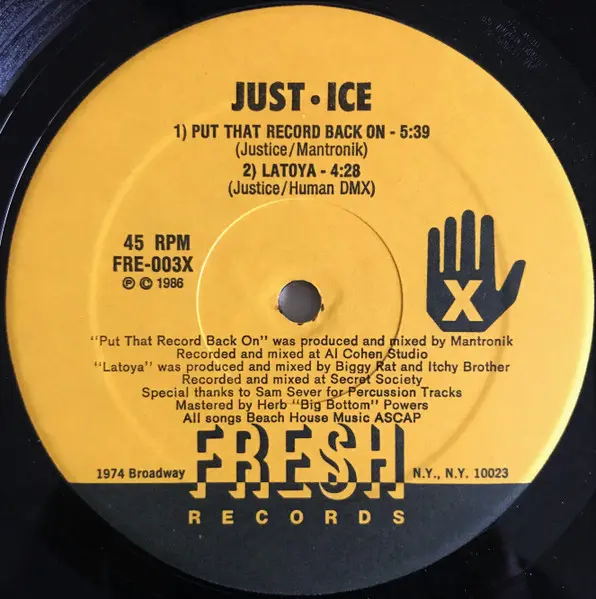 JUST • ICE
1) PUT THAT RECORD BACK ON - 5:39
(Justice/Mantronik)
2) LATOYA - 4:28
(Justice/Human DMX)
45 RPM
FRE-003X
℗ © 1986
X
"Put That Record Back On" was produced and mixed by Mantronik
Recorded and mixed at Al Cohen Studio
"Latoya" was produced and mixed by Biggy Rat and Itchy Brother
Recorded and mixed at Secret Society
Special thanks to Sam Sever for Percussion Tracks
Mastered by Herb "Big Bottom" Powers
All songs Beach House Music ASCAP
1974 Broadway
FRESH
N.Y., N.Y. 10023
RECORDS